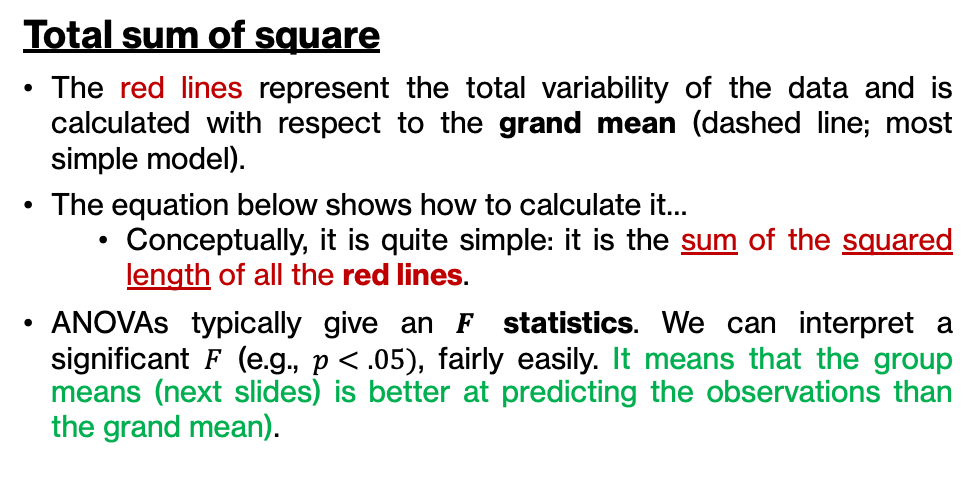 Total sum of square
• The red lines represent the total variability of the data and is
calculated with respect to the grand mean (dashed line; most
simple model).
• The equation below shows how to calculate it...
• Conceptually, it is quite simple: it is the sum of the squared
length of all the red lines.
• ANOVAs typically give an F statistics. We can interpret a
significant F (e.g., p < .05), fairly easily. It means that the group
means (next slides) is better at predicting the observations than
the grand mean).